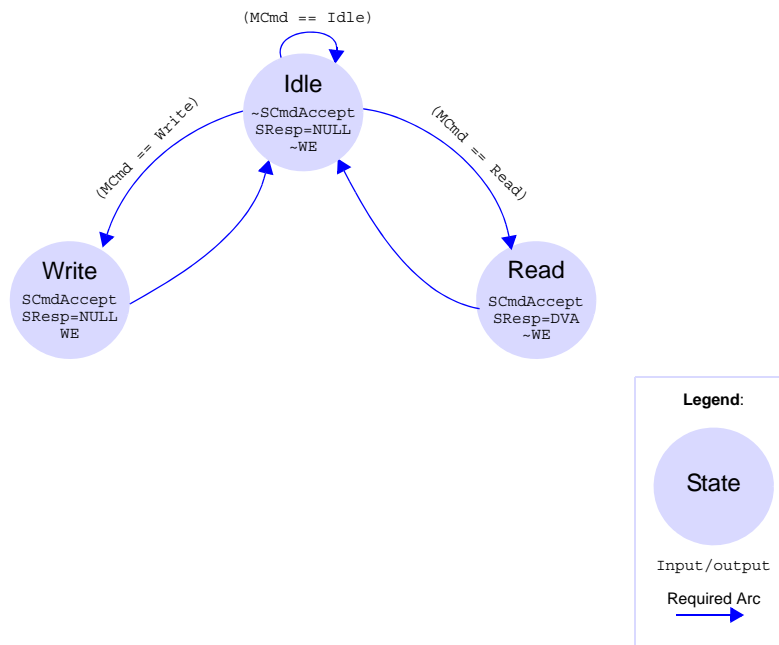 (MCmd == Idle)
Idle
~SCmdAccept
SResp=NULL
~WE
(MCmd == Write)
(MCmd == Read)
Write
SCmdAccept
SResp=NULL
WE
Read
SCmdAccept
SResp=DVA
~WE
Legend:
State
Input/output
Required Arc